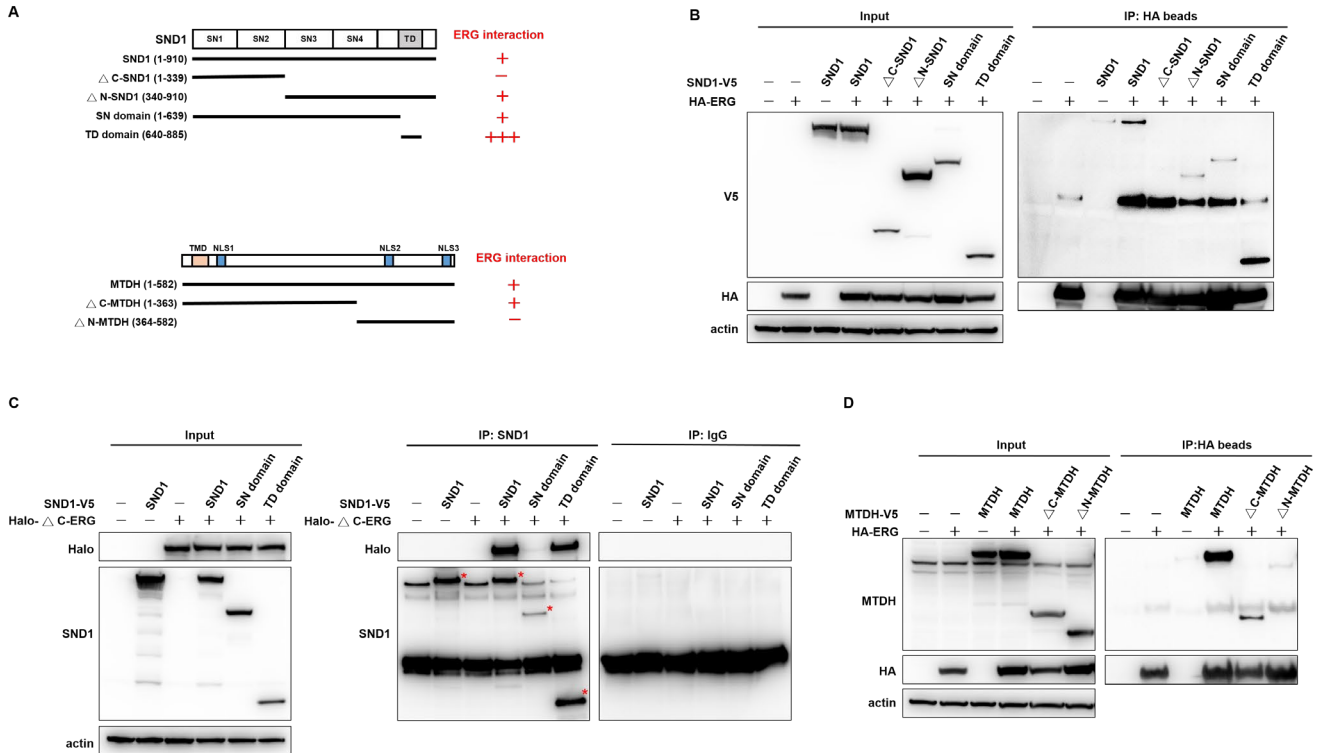 A
SND1
SN1 SN2 SN3 SN4 TD
ERG interaction
SND1 (1-910) +
△ C-SND1 (1-339) −
△ N-SND1 (340-910) +
SN domain (1-639) +
TD domain (640-885) +++
TMD NLS1 NLS2 NLS3
ERG interaction
MTDH (1-582) +
△ C-MTDH (1-363) +
△ N-MTDH (364-582) −
B
Input IP: HA beads
SND1-V5 − − SND1 SND1 ▽C-SND1 ▽N-SND1 SN domain TD domain − − SND1 SND1 ▽C-SND1 ▽N-SND1 SN domain TD domain
HA-ERG − + − + + + + + − + − + + + + +
V5
HA
actin
C
Input IP: SND1 IP: IgG
SND1-V5 − SND1 − SND1 SN domain TD domain
Halo- △ C-ERG − − + + + +
SND1-V5 − SND1 − SND1 SN domain TD domain − SND1 − SND1 SN domain TD domain
Halo- △ C-ERG − − + + + + − − + + + +
Halo
SND1
actin
Halo
SND1
* * * *
D
Input IP:HA beads
MTDH-V5 − − MTDH MTDH ▽C-MTDH ▽N-MTDH − − MTDH MTDH ▽C-MTDH ▽N-MTDH
HA-ERG − + − + + + − + − + + +
MTDH
HA
actin